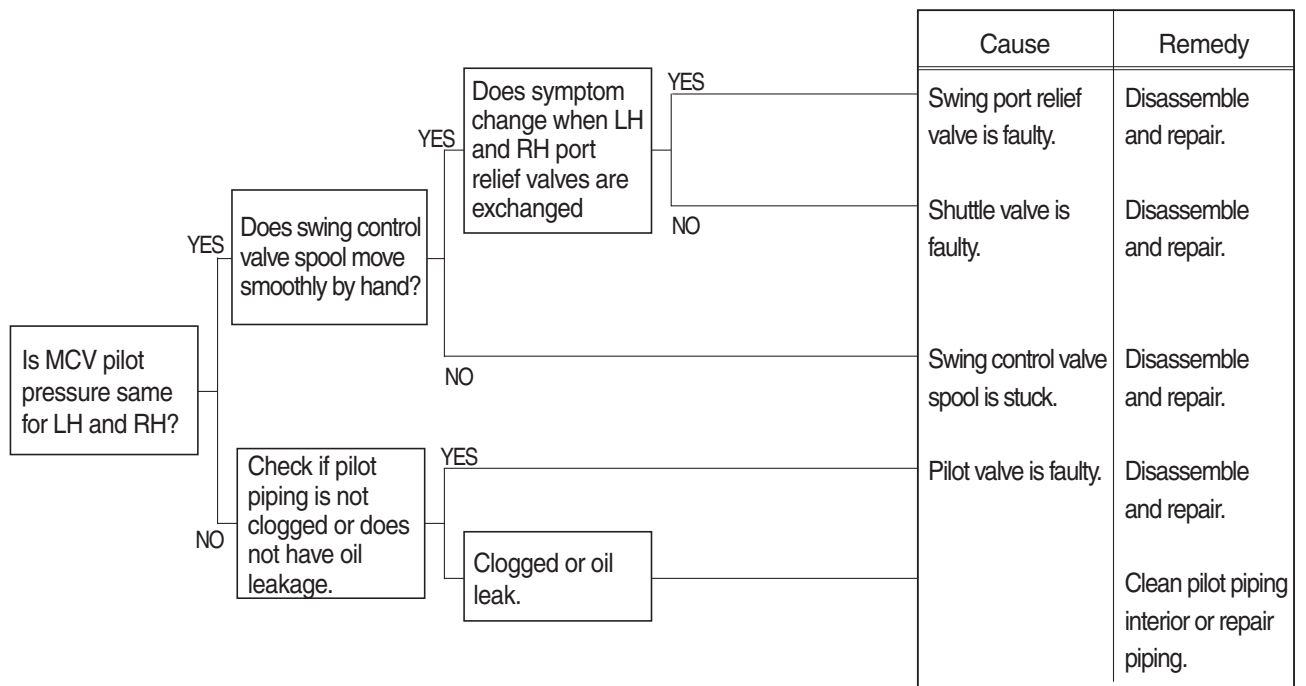 Cause
Remedy
Does symptom
change when LH
and RH port
relief valves are
exchanged
YES
Swing port relief
valve is faulty.
Disassemble
and repair.
YES
NO
Shuttle valve is
faulty.
Disassemble
and repair.
Does swing control
valve spool move
smoothly by hand?
YES
NO
Swing control valve
spool is stuck.
Disassemble
and repair.
Is MCV pilot
pressure same
for LH and RH?
NO
Check if pilot
piping is not
clogged or does
not have oil
leakage.
YES
Pilot valve is faulty.
Disassemble
and repair.
Clogged or oil
leak.
Clean pilot piping
interior or repair
piping.